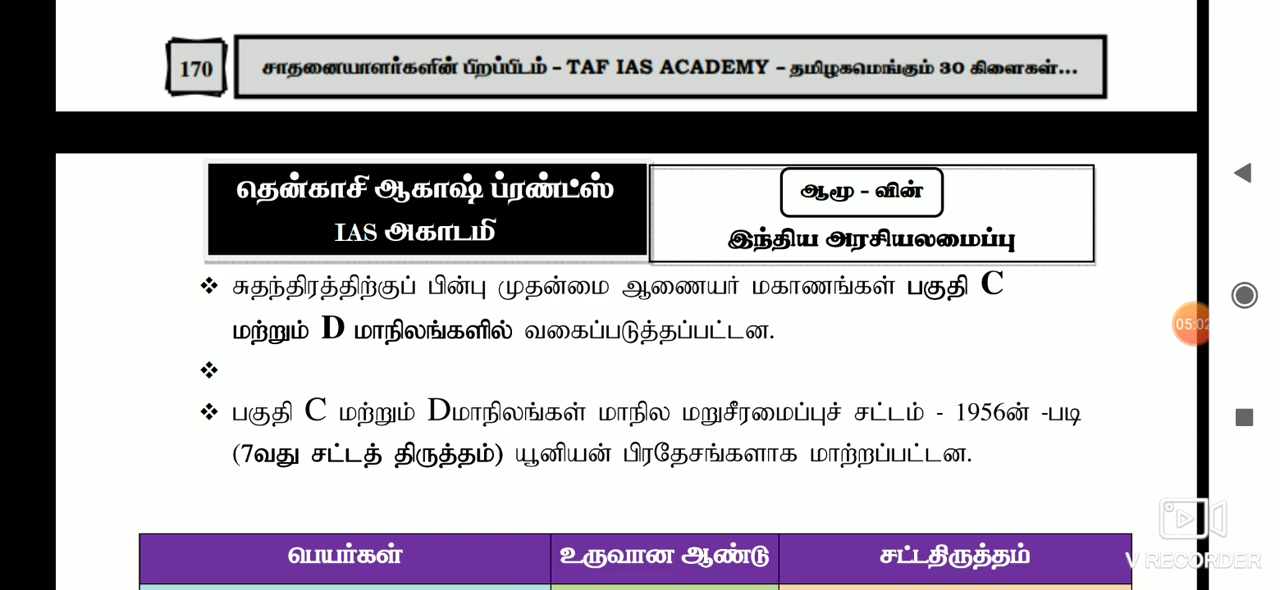 170
சாதனையாளர்களின் பிறப்பிடம் - TAF IAS ACADEMY - தமிழகமெங்கும் 30 கிளைகள்...
தென்காசி ஆகாஷ் ப்ரண்ட்ஸ்
IAS அகாடமி
ஆமூ - வின்
இந்திய அரசியலமைப்பு
❖ சுதந்திரத்திற்குப் பின்பு முதன்மை ஆணையர் மகாணங்கள் பகுதி C
மற்றும் D மாநிலங்களில் வகைப்படுத்தப்பட்டன.
❖
❖ பகுதி C மற்றும் Dமாநிலங்கள் மாநில மறுசீரமைப்புச் சட்டம் - 1956ன் -படி
(7வது சட்டத் திருத்தம்) யூனியன் பிரதேசங்களாக மாற்றப்பட்டன.
05:02
பெயர்கள் உருவான ஆண்டு சட்டதிருத்தம்
V RECORDER